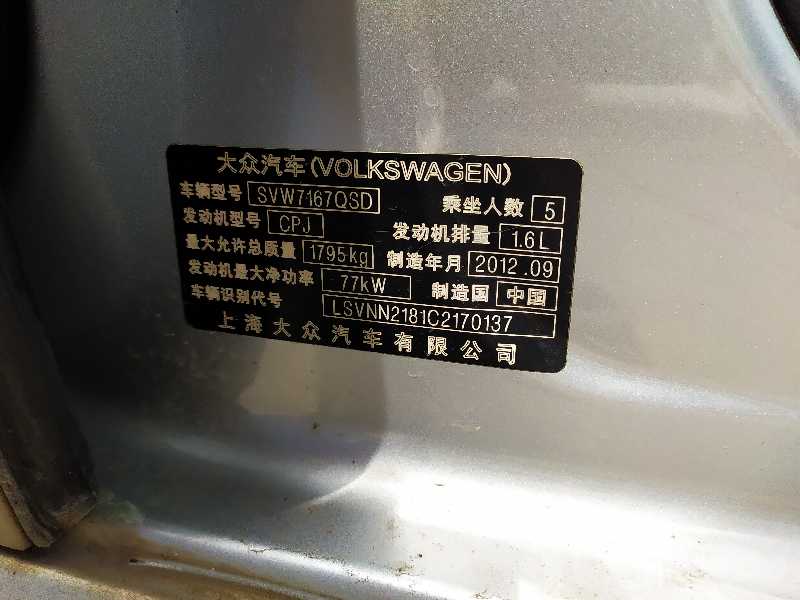 大众汽车(VOLKSWAGEN)
车辆型号 SVW7167QSD 乘坐人数 5
发动机型号 CPJ 发动机排量 1.6L
最大允许总质量 1795kg 制造年月 2012.09
发动机最大净功率 77kW 制造国 中国
车辆识别代号 LSVNN2181C2170137
上海大众汽车有限公司